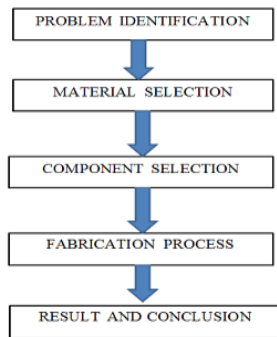 PROBLEM IDENTIFICATION
MATERIAL SELECTION
COMPONENT SELECTION
FABRICATION PROCESS
RESULT AND CONCLUSION